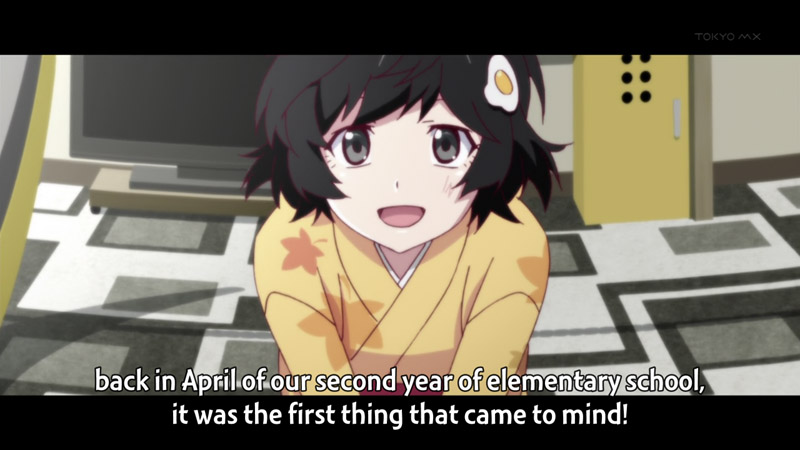 TOKYO MX
back in April of our second year of elementary school,
it was the first thing that came to mind!